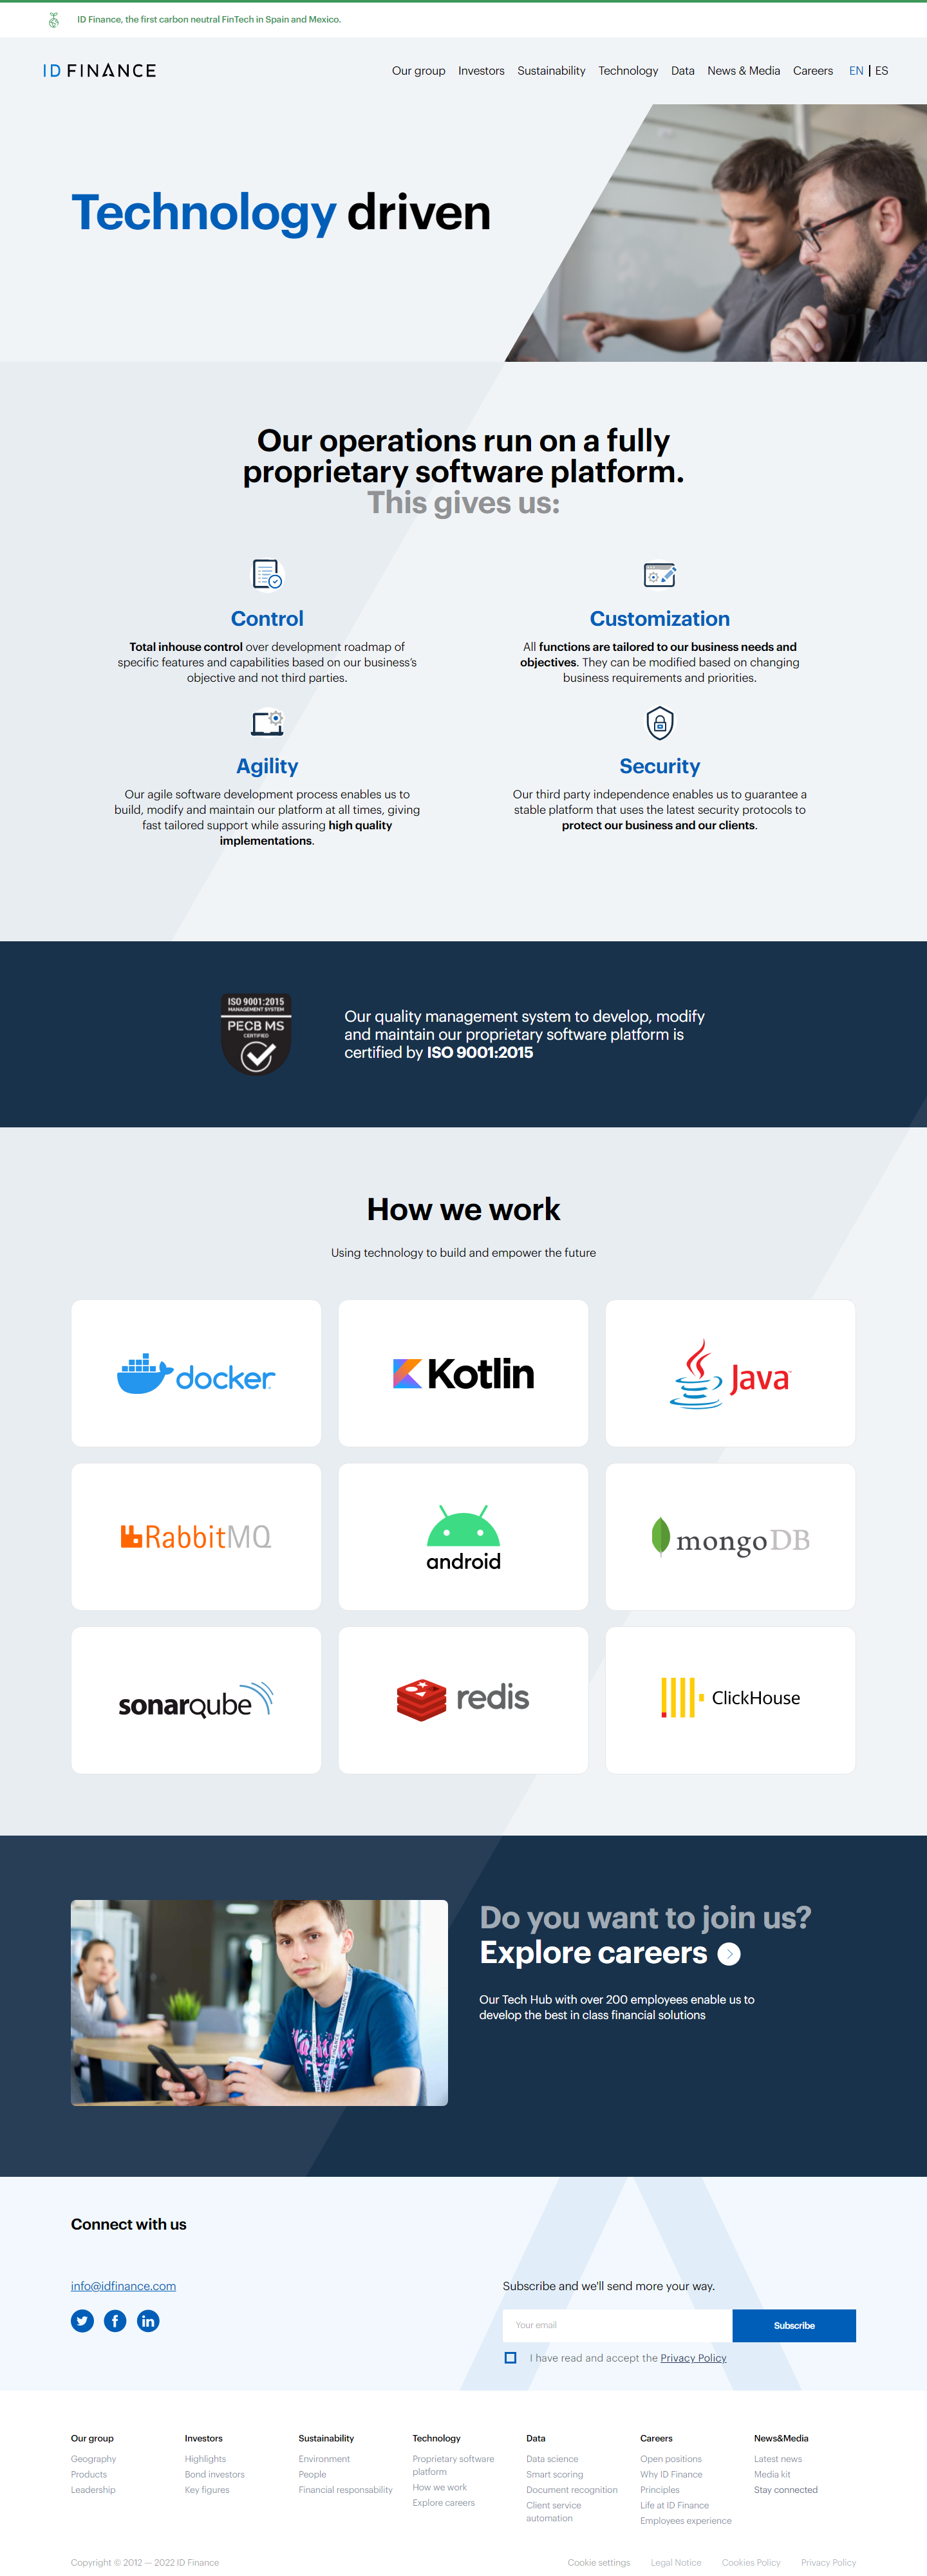 ID Finance, the first carbon neutral FinTech in Spain and Mexico.
ID FINANCE
Our group Investors Sustainability Technology Data News & Media Careers EN | ES
Technology driven
Our operations run on a fully
proprietary software platform.
This gives us:
Control
Total inhouse control over development roadmap of
specific features and capabilities based on our business's
objective and not third parties.
Customization
All functions are tailored to our business needs and
objectives. They can be modified based on changing
business requirements and priorities.
Agility
Our agile software development process enables us to
build, modify and maintain our platform at all times, giving
fast tailored support while assuring high quality
implementations.
Security
Our third party independence enables us to guarantee a
stable platform that uses the latest security protocols to
protect our business and our clients.
ISO 9001:2015
MANAGEMENT SYSTEM
PECB MS
CERTIFIED
Our quality management system to develop, modify
and maintain our proprietary software platform is
certified by ISO 9001:2015
How we work
Using technology to build and empower the future
docker
Kotlin
Java
RabbitMQ
android
mongoDB
sonarqube
redis
ClickHouse
Do you want to join us?
Explore careers
Our Tech Hub with over 200 employees enable us to
develop the best in class financial solutions
Connect with us
info@idfinance.com
Subscribe and we'll send more your way.
Your email
Subscribe
I have read and accept the Privacy Policy
Our group
Geography
Products
Leadership
Investors
Highlights
Bond investors
Key figures
Sustainability
Environment
People
Financial responsability
Technology
Proprietary software
platform
How we work
Explore careers
Data
Data science
Smart scoring
Document recognition
Client service
automation
Careers
Open positions
Why ID Finance
Principles
Life at ID Finance
Employees experience
News&Media
Latest news
Media kit
Stay connected
Copyright © 2012 — 2022 ID Finance
Cookie settings Legal Notice Cookies Policy Privacy Policy